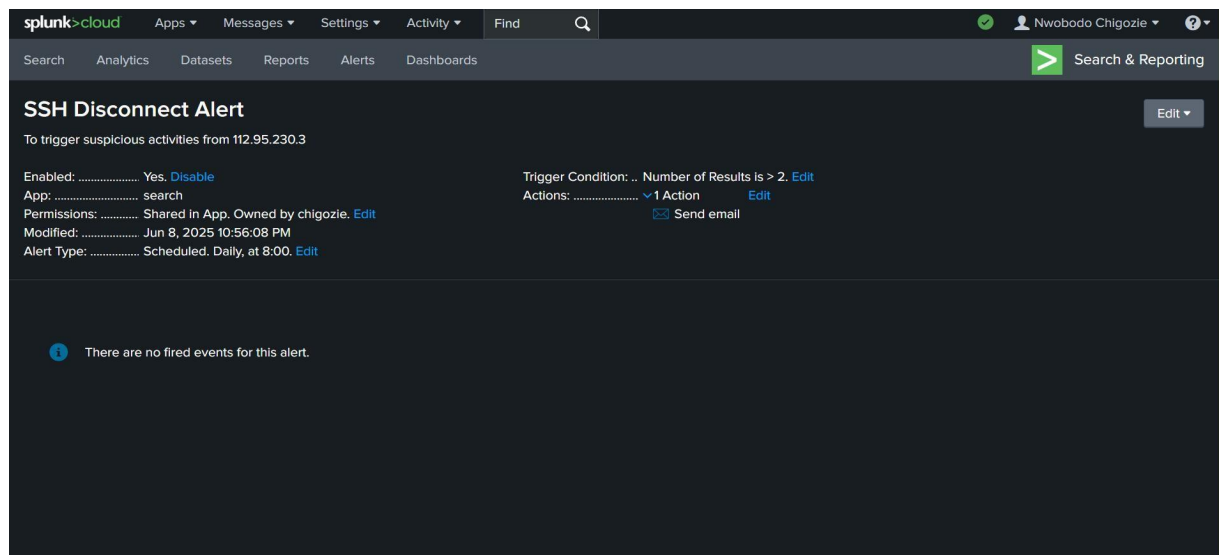 splunk>cloud Apps Messages Settings Activity Find Nwobodo Chigozie ?
Search Analytics Datasets Reports Alerts Dashboards > Search & Reporting
SSH Disconnect Alert Edit
To trigger suspicious activities from 112.95.230.3
Enabled: ................... Yes. Disable
App: .......................... search
Permissions: ............ Shared in App. Owned by chigozie. Edit
Modified: ................... Jun 8, 2025 10:56:08 PM
Alert Type: ................ Scheduled. Daily, at 8:00. Edit
Trigger Condition: .. Number of Results is > 2. Edit
Actions: ..................... 1 Action Edit
Send email
i There are no fired events for this alert.